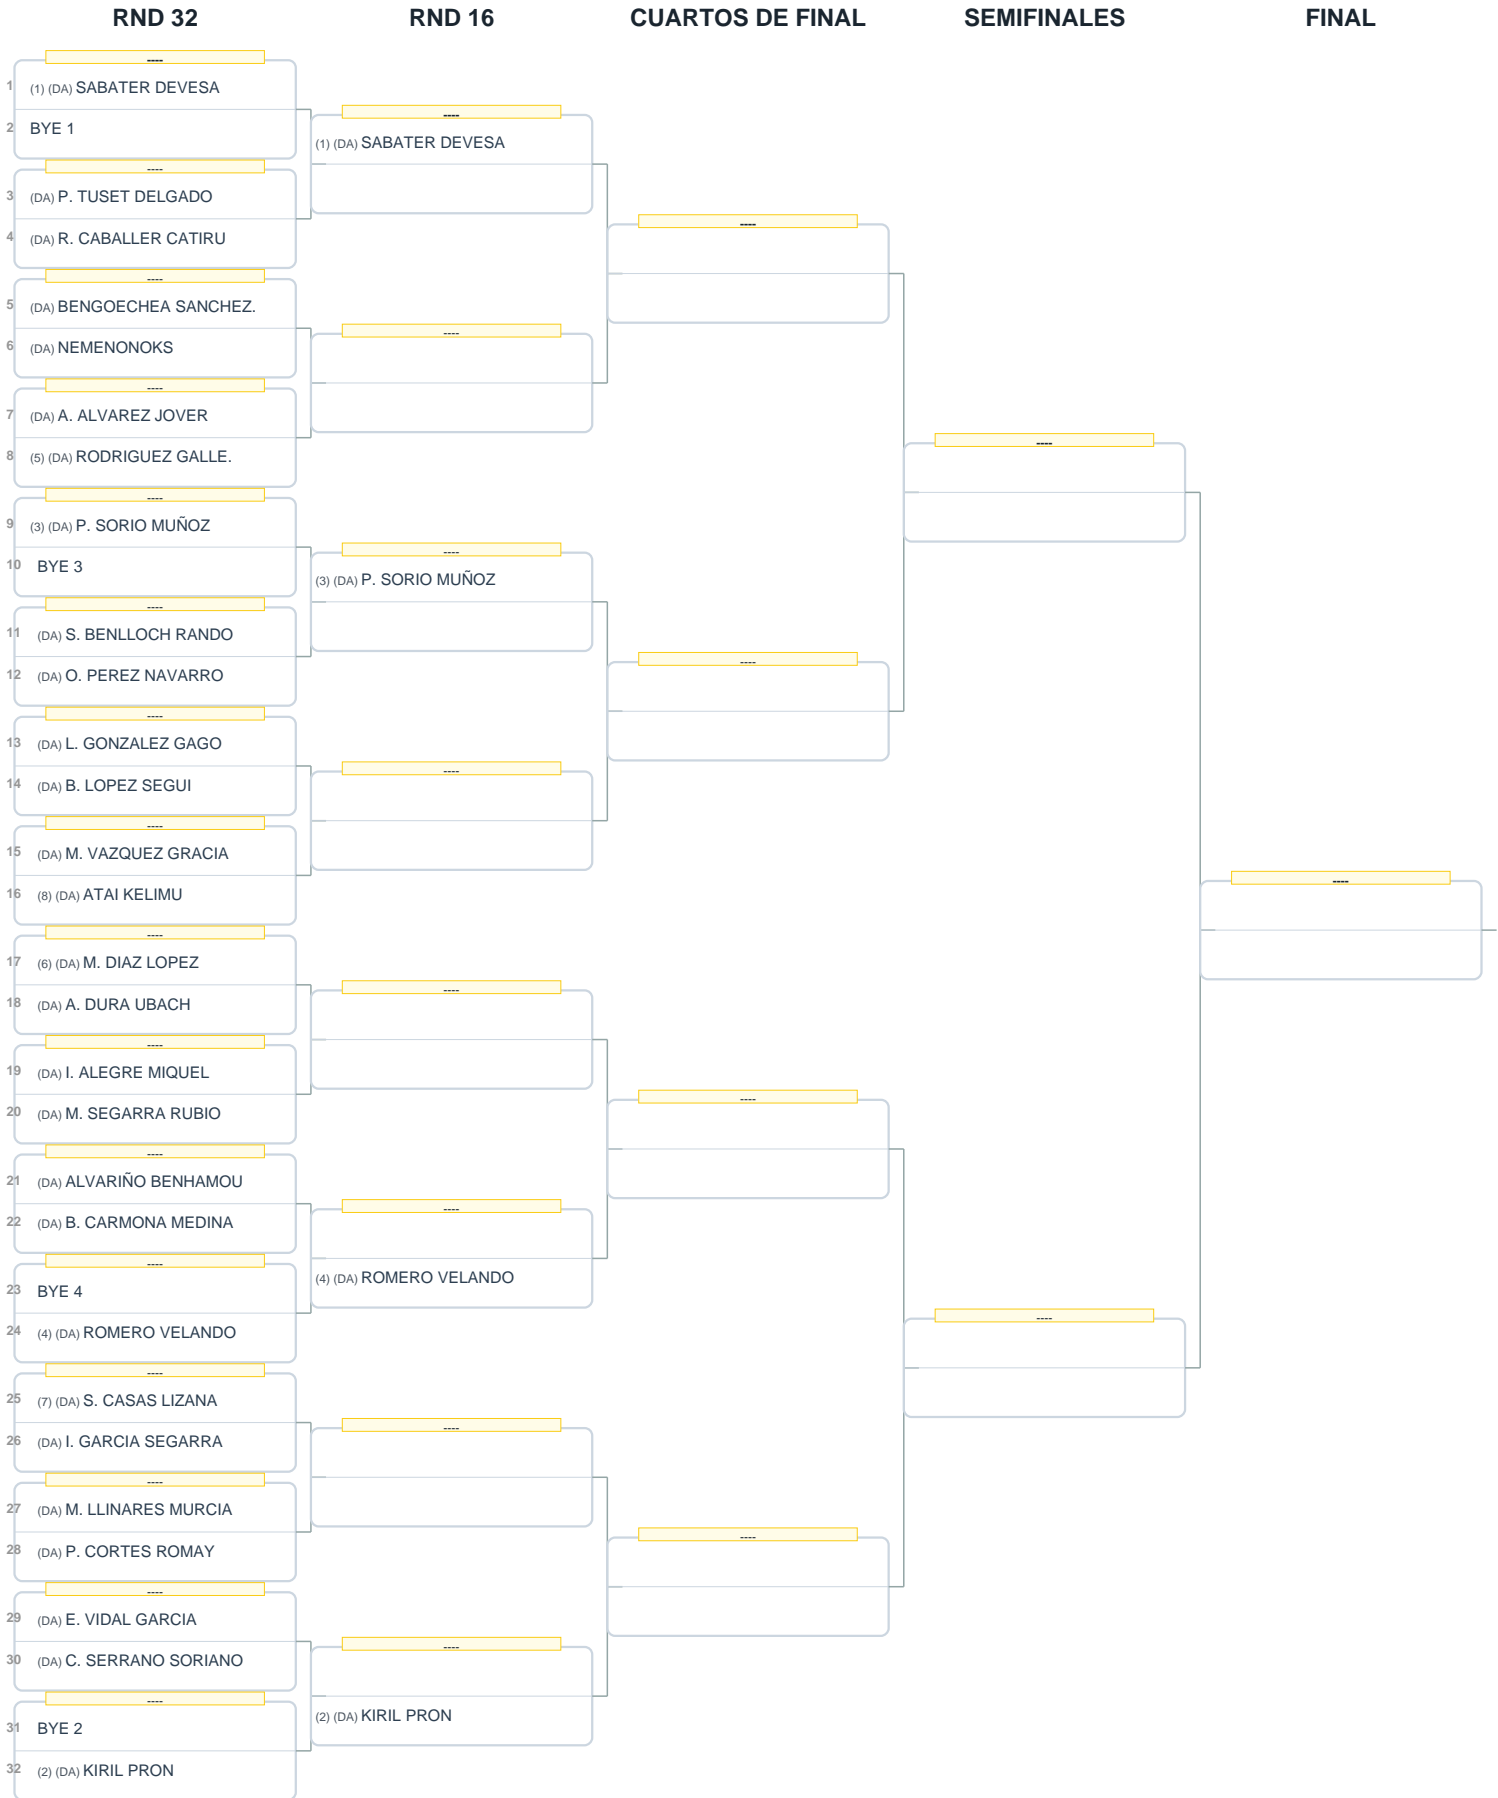 RND 32
RND 16
CUARTOS DE FINAL
SEMIFINALES
FINAL
----
1 (1) (DA) SABATER DEVESA
2 BYE 1
----
3 (DA) P. TUSET DELGADO
4 (DA) R. CABALLER CATIRU
----
5 (DA) BENGOECHEA SANCHEZ.
6 (DA) NEMENONOKS
----
7 (DA) A. ALVAREZ JOVER
8 (5) (DA) RODRIGUEZ GALLE.
----
9 (3) (DA) P. SORIO MUÑOZ
10 BYE 3
----
11 (DA) S. BENLLOCH RANDO
12 (DA) O. PEREZ NAVARRO
----
13 (DA) L. GONZALEZ GAGO
14 (DA) B. LOPEZ SEGUI
----
15 (DA) M. VAZQUEZ GRACIA
16 (8) (DA) ATAI KELIMU
----
17 (6) (DA) M. DIAZ LOPEZ
18 (DA) A. DURA UBACH
----
19 (DA) I. ALEGRE MIQUEL
20 (DA) M. SEGARRA RUBIO
----
21 (DA) ALVARIÑO BENHAMOU
22 (DA) B. CARMONA MEDINA
----
23 BYE 4
24 (4) (DA) ROMERO VELANDO
----
25 (7) (DA) S. CASAS LIZANA
26 (DA) I. GARCIA SEGARRA
----
27 (DA) M. LLINARES MURCIA
28 (DA) P. CORTES ROMAY
----
29 (DA) E. VIDAL GARCIA
30 (DA) C. SERRANO SORIANO
----
31 BYE 2
32 (2) (DA) KIRIL PRON
----
(1) (DA) SABATER DEVESA
----
----
(3) (DA) P. SORIO MUÑOZ
----
----
----
(4) (DA) ROMERO VELANDO
----
----
(2) (DA) KIRIL PRON
----
----
----
----
----
----
----